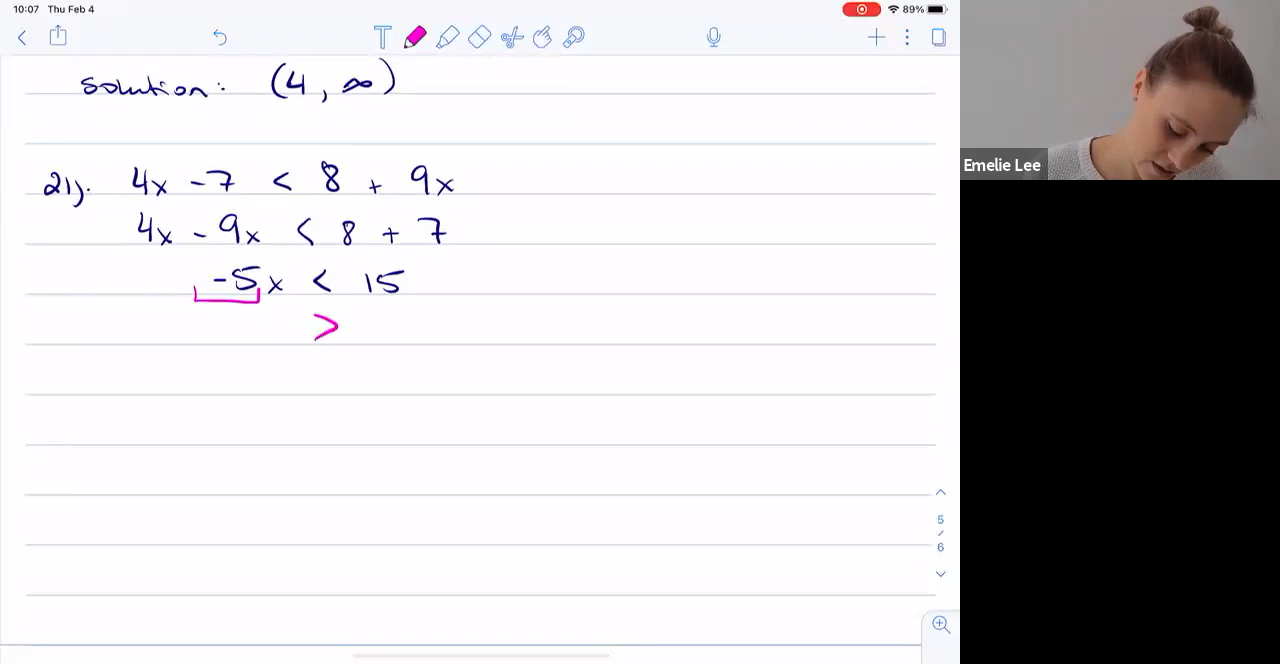 10:07 Thu Feb 4 89%
T
solution: (4, ∞)
21). 4x - 7 < 8 + 9x
4x - 9x < 8 + 7
-5x < 15
>
Emelie Lee
5
/
6